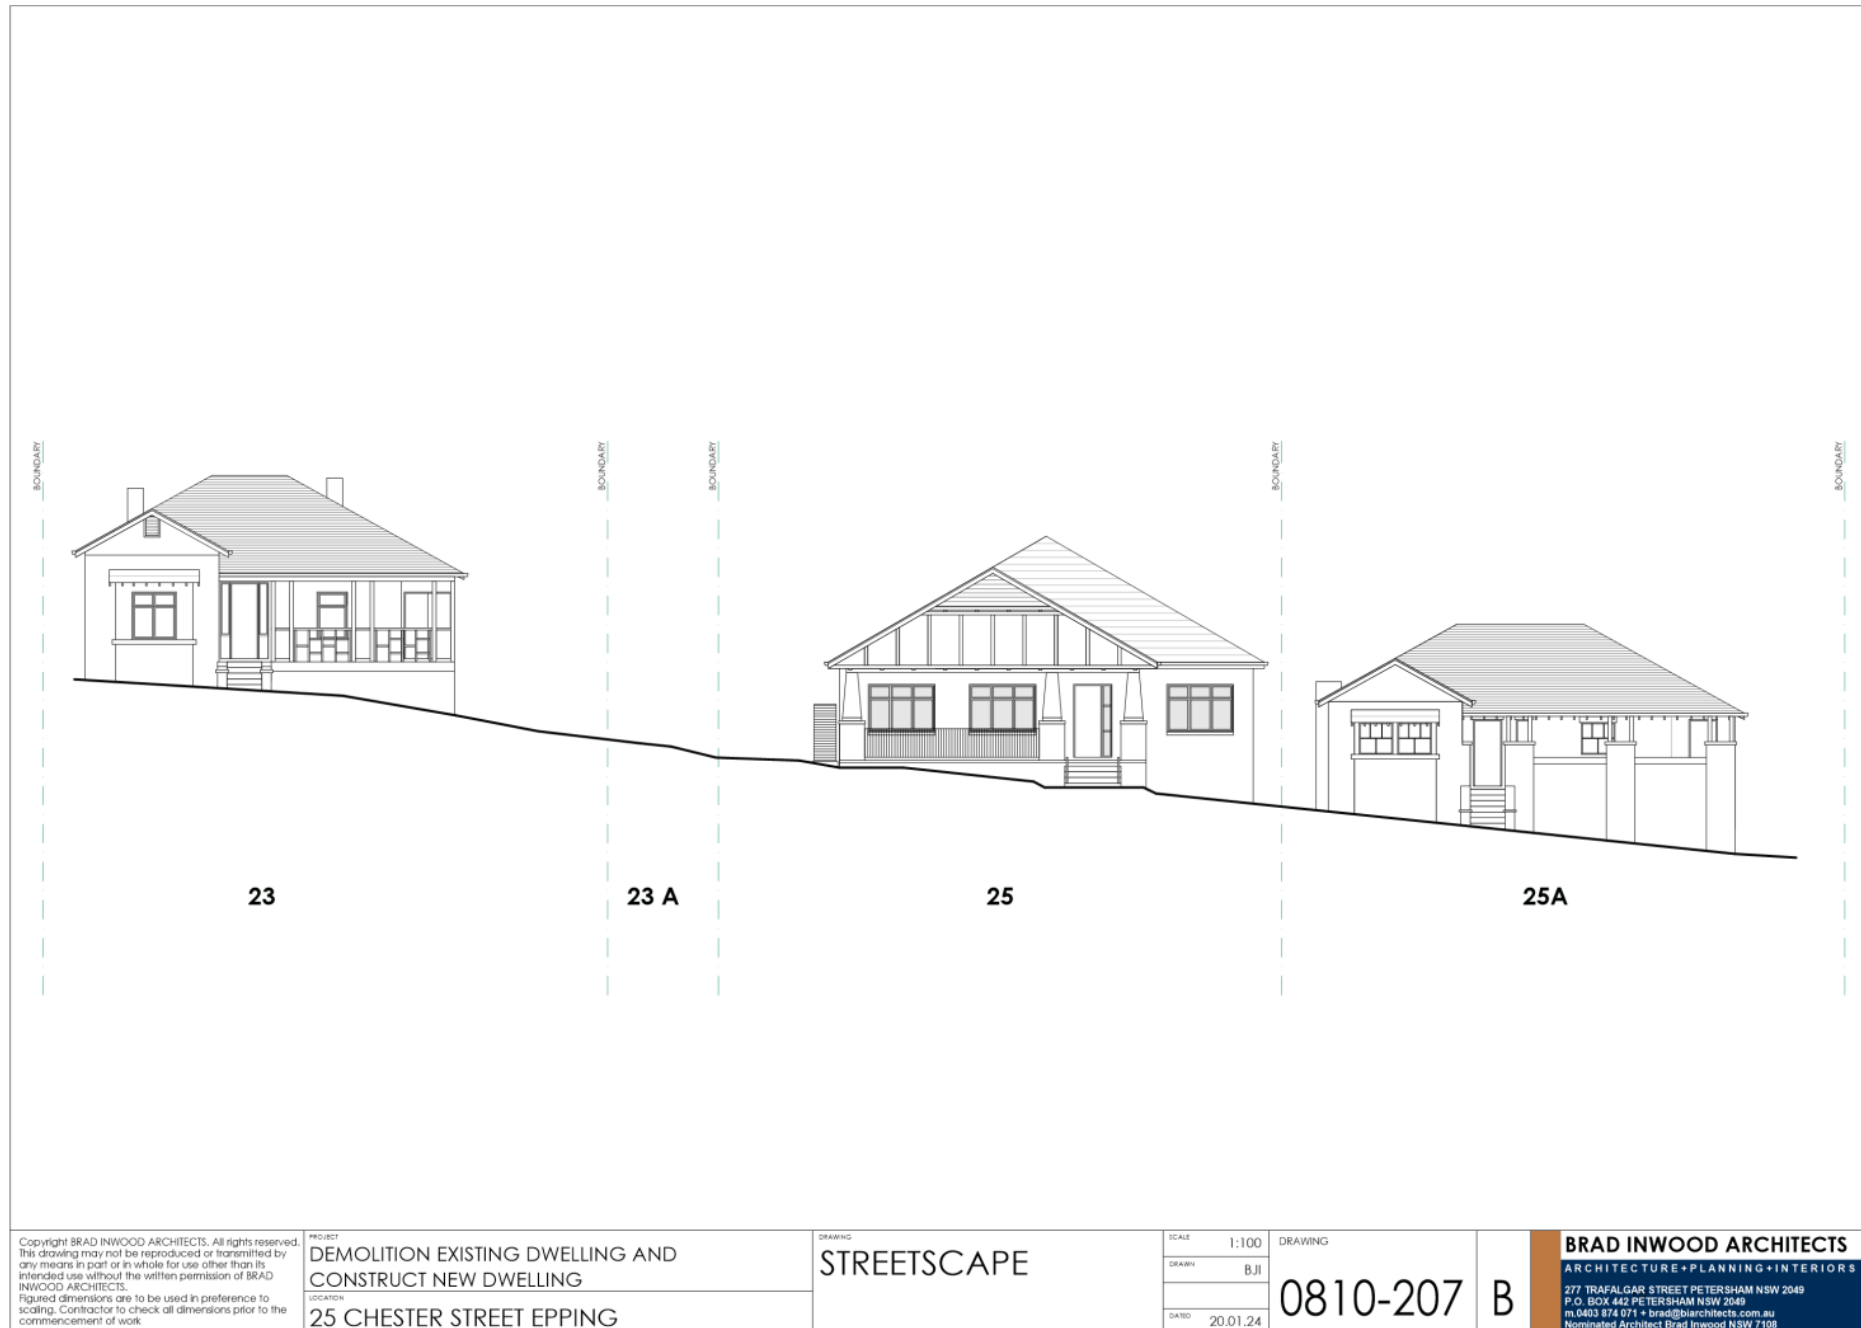 BOUNDARY
BOUNDARY
BOUNDARY
BOUNDARY
BOUNDARY
23
23 A
25
25A
Copyright BRAD INWOOD ARCHITECTS. All rights reserved.
This drawing may not be reproduced or transmitted by
any means in part or in whole for use other than its
intended use without the written permission of BRAD
INWOOD ARCHITECTS.
Figured dimensions are to be used in preference to
scaling. Contractor to check all dimensions prior to the
commencement of work
PROJECT
DEMOLITION EXISTING DWELLING AND
CONSTRUCT NEW DWELLING
LOCATION
25 CHESTER STREET EPPING
DRAWING
STREETSCAPE
SCALE
1:100
DRAWN
BJI
DATED
20.01.24
DRAWING
0810-207
B
BRAD INWOOD ARCHITECTS
ARCHITECTURE+PLANNING+INTERIORS
277 TRAFALGAR STREET PETERSHAM NSW 2049
P.O. BOX 442 PETERSHAM NSW 2049
m.0403 874 071 + brad@biarchitects.com.au
Nominated Architect Brad Inwood NSW 7108